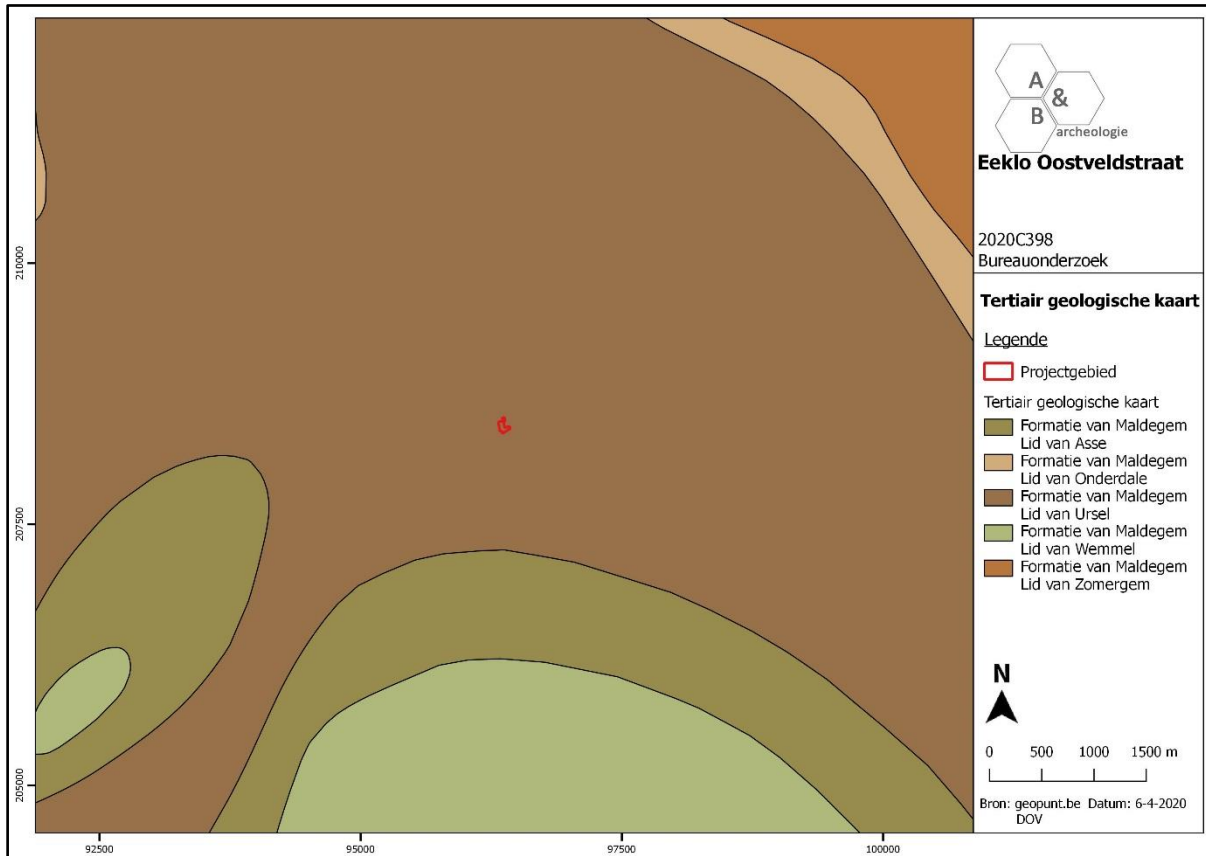 A
&
B
archeologie
Eeklo Oostveldstraat
2020C398
Bureauonderzoek
Tertiair geologische kaart
Legende
Projectgebied
Tertiair geologische kaart
Formatie van Maldegem
Lid van Asse
Formatie van Maldegem
Lid van Onderdale
Formatie van Maldegem
Lid van Ursel
Formatie van Maldegem
Lid van Wemmel
Formatie van Maldegem
Lid van Zomergem
N
0 500 1000 1500 m
Bron: geopunt.be Datum: 6-4-2020
DOV
210000
207500
205000
92500 95000 97500 100000